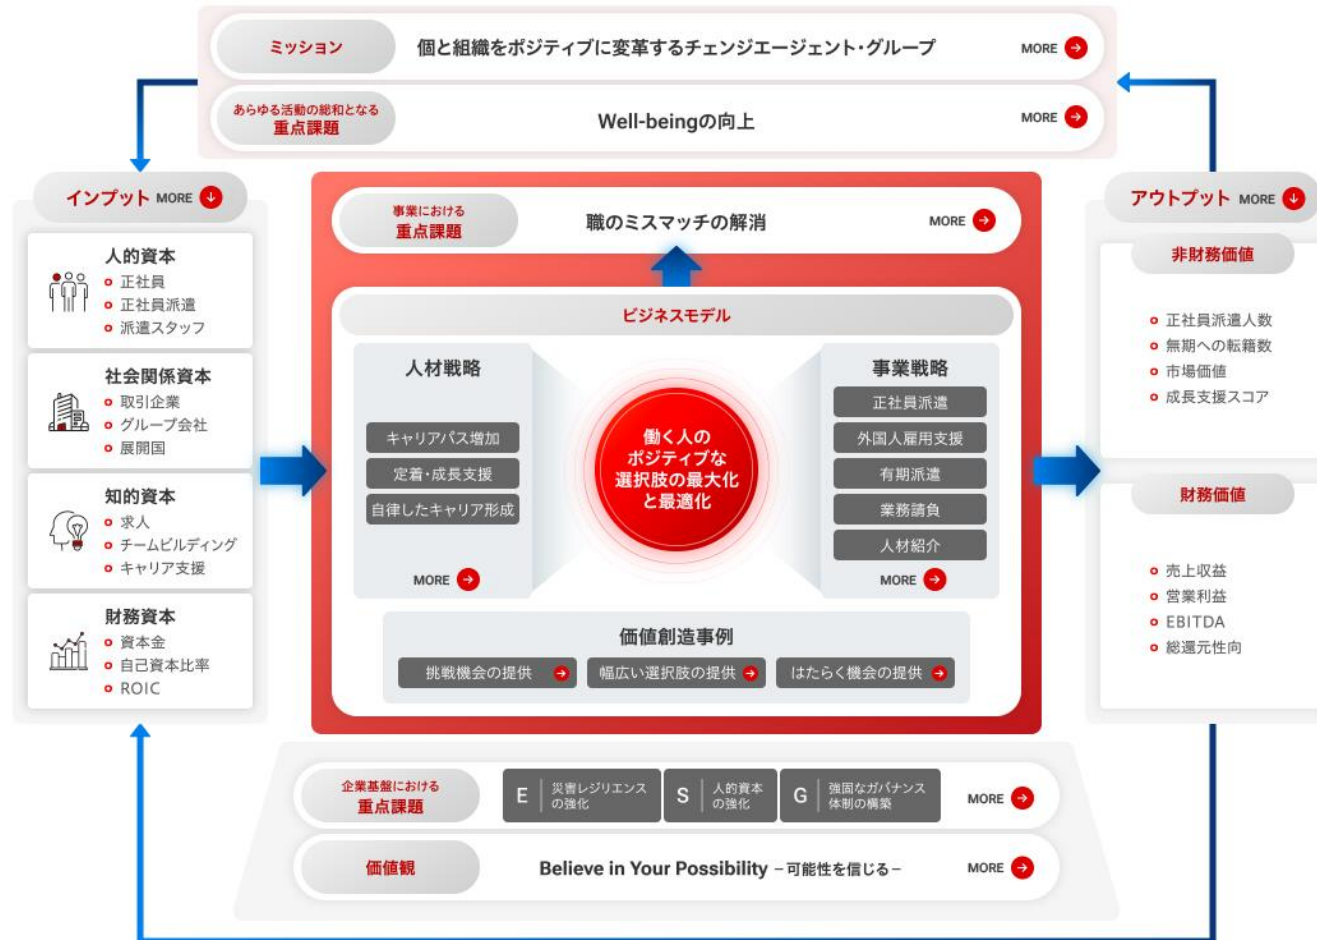 ミッション
個と組織をポジティブに変革するチェンジエージェント・グループ
MORE
あらゆる活動の総和となる
重点課題
Well-beingの向上
MORE
インプット MORE
人的資本
正社員
正社員派遣
派遣スタッフ
社会関係資本
取引企業
グループ会社
展開国
知的資本
求人
チームビルディング
キャリア支援
財務資本
資本金
自己資本比率
ROIC
事業における
重点課題
職のミスマッチの解消
MORE
ビジネスモデル
人材戦略
キャリアパス増加
定着・成長支援
自律したキャリア形成
MORE
働く人の
ポジティブな
選択肢の最大化
と最適化
事業戦略
正社員派遣
外国人雇用支援
有期派遣
業務請負
人材紹介
MORE
価値創造事例
挑戦機会の提供
幅広い選択肢の提供
はたらく機会の提供
アウトプット MORE
非財務価値
正社員派遣人数
無期への転籍数
市場価値
成長支援スコア
財務価値
売上収益
営業利益
EBITDA
総還元性向
企業基盤における
重点課題
E
災害レジリエンス
の強化
S
人的資本
の強化
G
強固なガバナンス
体制の構築
MORE
価値観
Believe in Your Possibility －可能性を信じる－
MORE